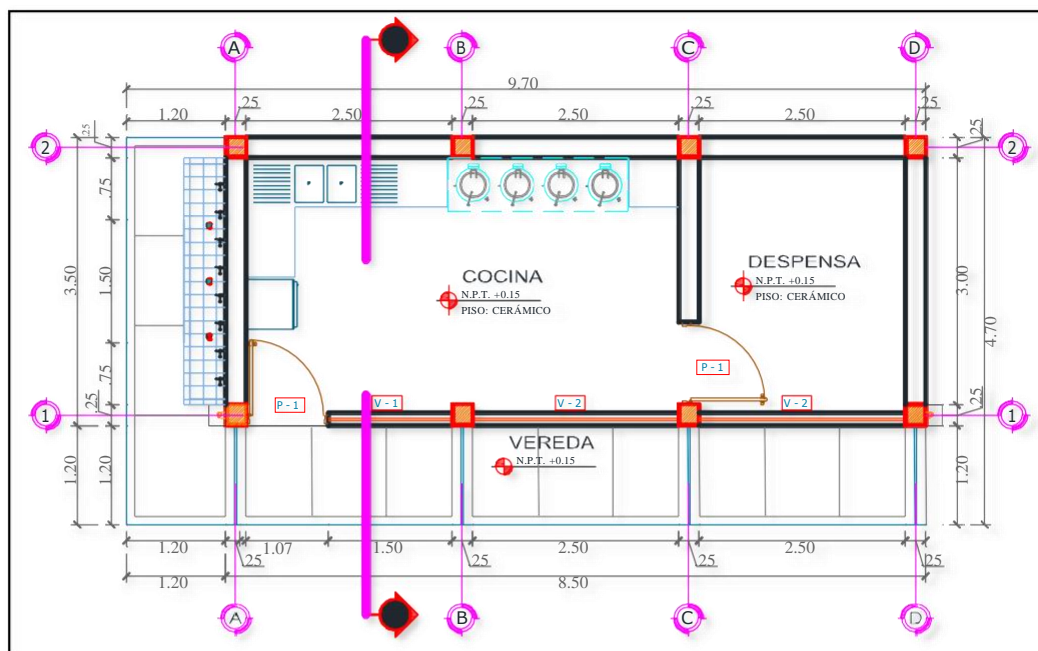 A B C D
9.70
.25 .25 .25 .25
1.20 2.50 2.50 2.50
.25 .25
2 2
.75
COCINA
N.P.T. +0.15
PISO: CERÁMICO
DESPENSA
N.P.T. +0.15
PISO: CERÁMICO
3.50 1.50 3.00 4.70
.75
P - 1
P - 1 V - 1 V - 2 V - 2
.25 .25
1 1
VEREDA
N.P.T. +0.15
1.20 1.20 1.20
1.20 1.07 1.50 2.50 2.50
.25 .25 .25 .25
1.20 8.50
A B C D